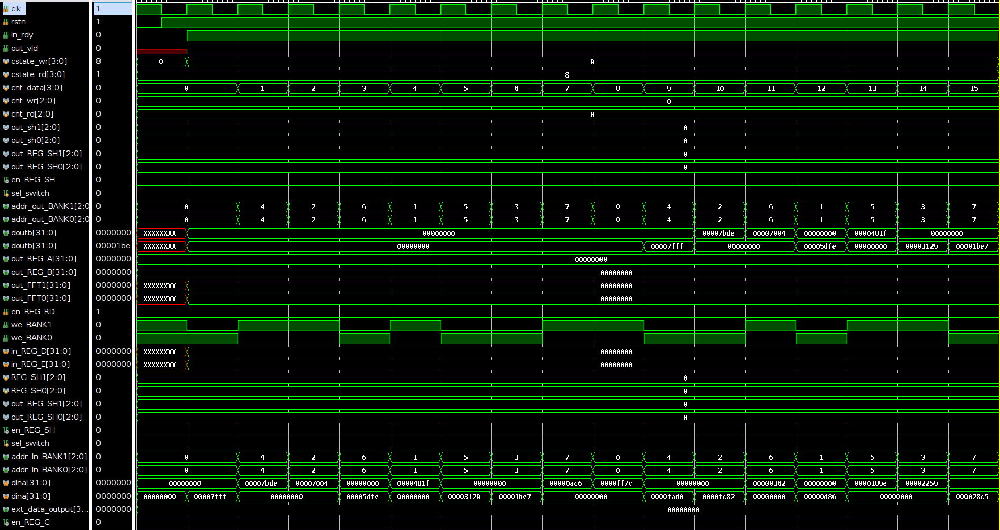 clk 1
rstn 1
in_rdy 0
out_vld 0
cstate_wr[3:0] 8 0 9
cstate_rd[3:0] 1 8
cnt_data[3:0] 0 0 1 2 3 4 5 6 7 8 9 10 11 12 13 14 15
cnt_wr[2:0] 0 0
cnt_rd[2:0] 0 0
out_sh1[2:0] 0 0
out_sh0[2:0] 0 0
out_REG_SH1[2:0] 0 0
out_REG_SH0[2:0] 0 0
en_REG_SH 0
sel_switch 0
addr_out_BANK1[2:0 0 0 4 2 6 1 5 3 7 0 4 2 6 1 5 3 7
addr_out_BANK0[2:0 0 0 4 2 6 1 5 3 7 0 4 2 6 1 5 3 7
doutb[31:0] 0000000 XXXXXXXX 00000000 00007bde 00007004 00000000 0000481f 00000000
doutb[31:0] 00001be XXXXXXXX 00000000 00007fff 00000000 00005dfe 00000000 00003129 00001be7
out_REG_A[31:0] 0000000 00000000
out_REG_B[31:0] 0000000 00000000
out_FFT1[31:0] 0000000 XXXXXXXX 00000000
out_FFT0[31:0] 0000000 XXXXXXXX 00000000
en_REG_RD 1
we_BANK1 0
we_BANK0 0
in_REG_D[31:0] 0000000 XXXXXXXX 00000000
in_REG_E[31:0] 0000000 XXXXXXXX 00000000
REG_SH1[2:0] 0 0
REG_SH0[2:0] 0 0
out_REG_SH1[2:0] 0 0
out_REG_SH0[2:0] 0 0
en_REG_SH 0
sel_switch 0
addr_in_BANK1[2:0] 0 0 4 2 6 1 5 3 7 0 4 2 6 1 5 3 7
addr_in_BANK0[2:0] 0 0 4 2 6 1 5 3 7 0 4 2 6 1 5 3 7
dina[31:0] 0000000 00000000 00007bde 00007004 00000000 0000481f 00000000 00000ac6 0000ff7c 00000000 00000362 00000000 0000189e 00002259
dina[31:0] 0000000 00000000 00007fff 00000000 00005dfe 00000000 00003129 00001be7 00000000 0000fad0 0000fc82 00000000 00000d86 00000000 000028c5
ext_data_output[3... 0000000 00000000
en_REG_C 0